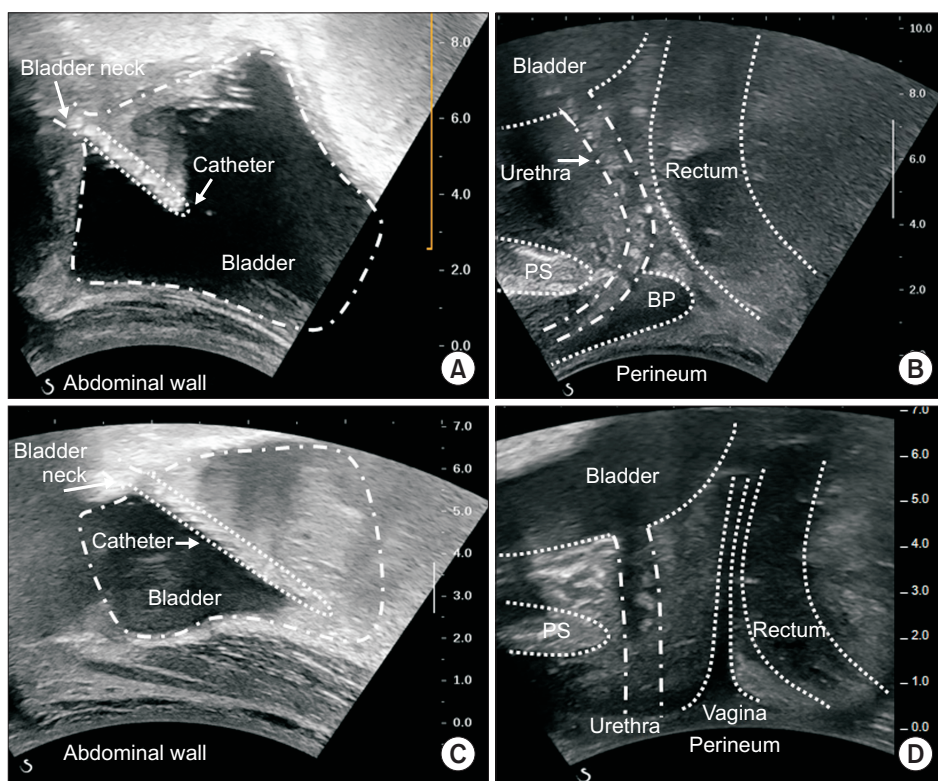 8.0
Bladder neck
6.0
Catheter
4.0
Bladder
2.0
0.0
Abdominal wall
A
10.0
Bladder
8.0
Urethra
Rectum
6.0
4.0
PS
BP
2.0
Perineum
B
7.0
Bladder
neck
6.0
5.0
Catheter
4.0
Bladder
3.0
2.0
1.0
0.0
Abdominal wall
C
7.0
6.0
Bladder
5.0
4.0
3.0
PS
Rectum
2.0
1.0
Vagina
Urethra
0.0
Perineum
D